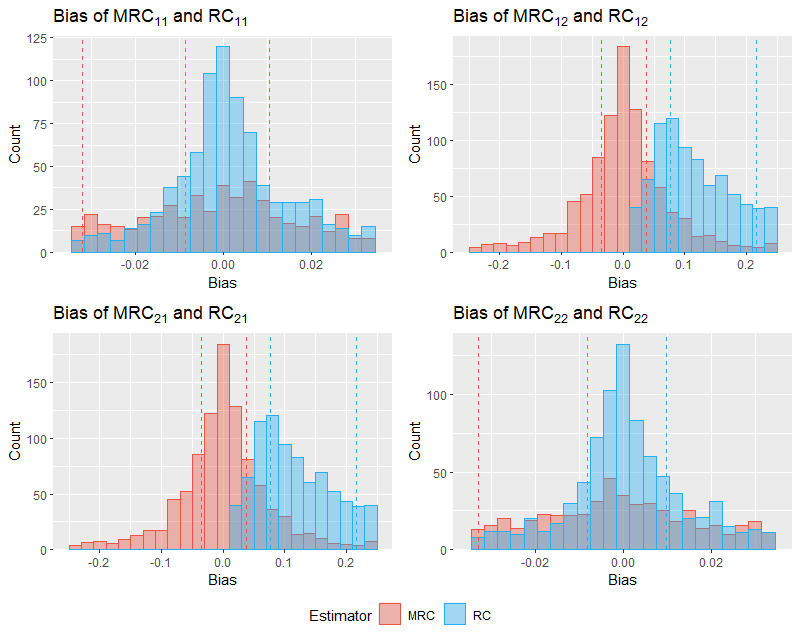 Bias of MRC₁₁ and RC₁₁
125
100
75
50
25
0
Count
-0.02 0.00 0.02
Bias
Bias of MRC₁₂ and RC₁₂
150
100
50
0
Count
-0.2 -0.1 0.0 0.1 0.2
Bias
Bias of MRC₂₁ and RC₂₁
150
100
50
0
Count
-0.2 -0.1 0.0 0.1 0.2
Bias
Bias of MRC₂₂ and RC₂₂
100
50
0
Count
-0.02 0.00 0.02
Bias
Estimator MRC RC